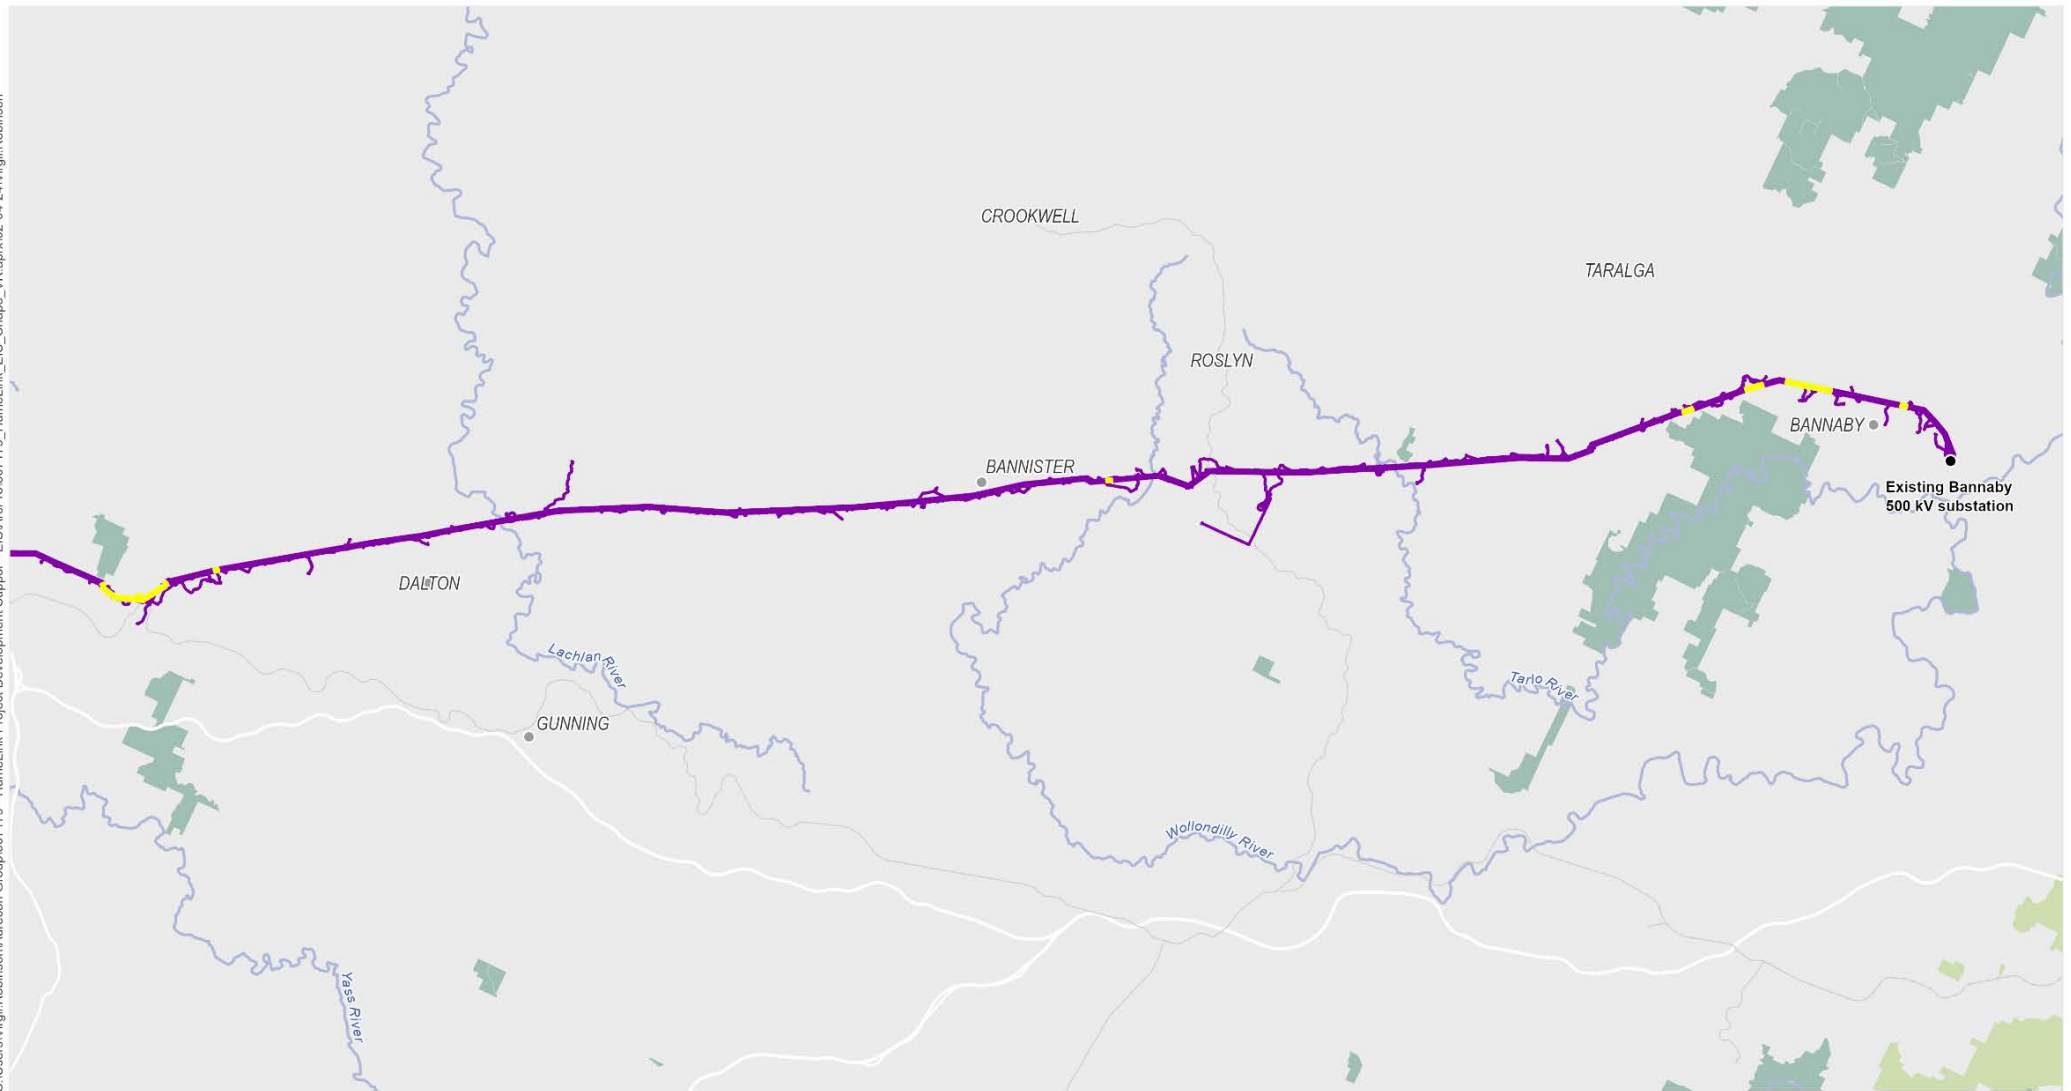 CROOKWELL
TARALGA
ROSLYN
BANNABY
BANNISTER
Existing Bannaby
500 kV substation
DALTON
Lachlan River
Tarlo River
GUNNING
Wollondilly River
Yass River